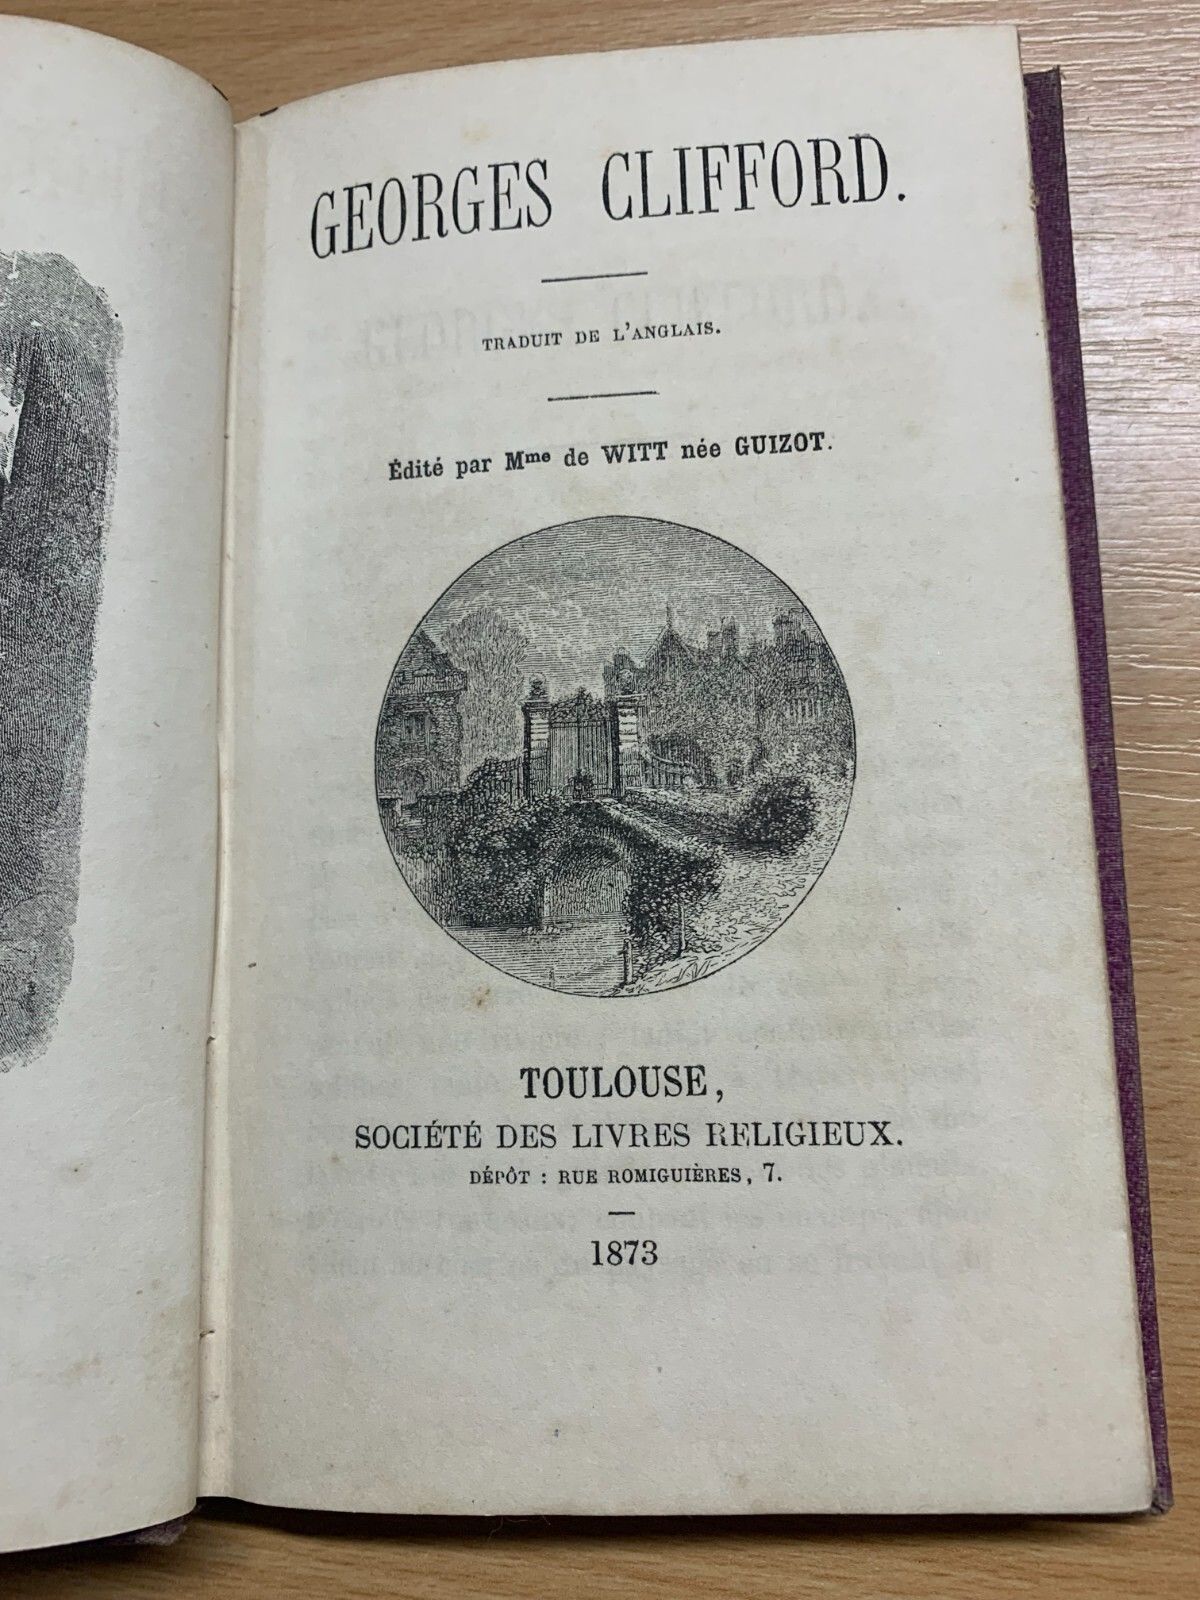 GEORGES CLIFFORD.
TRADUIT DE L'ANGLAIS.
Édité par Mme de WITT née GUIZOT.
TOULOUSE,
SOCIÉTÉ DES LIVRES RELIGIEUX.
DÉPÔT : RUE ROMIGUIÈRES, 7.
1873